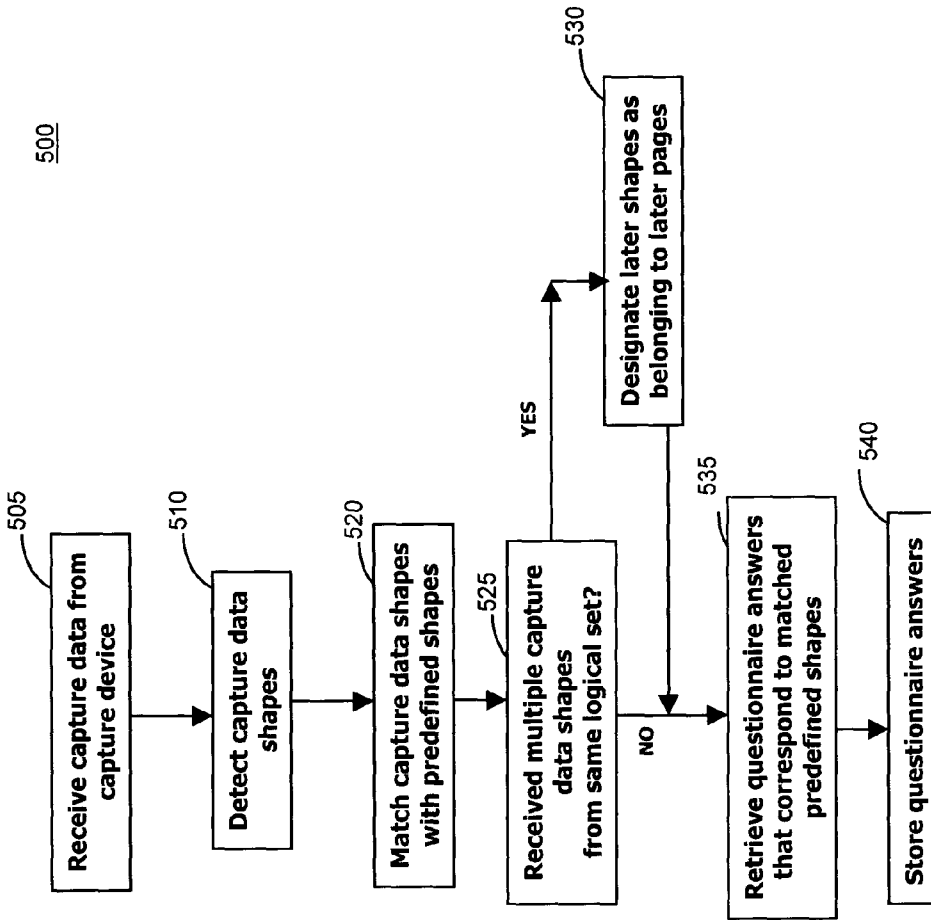 500
505
Receive capture data from
capture device
510
Detect capture data
shapes
520
Match capture data shapes
with predefined shapes
525
Received multiple capture
data shapes
from same logical set?
YES
530
Designate later shapes as
belonging to later pages
NO
535
Retrieve questionnaire answers
that correspond to matched
predefined shapes
540
Store questionnaire answers